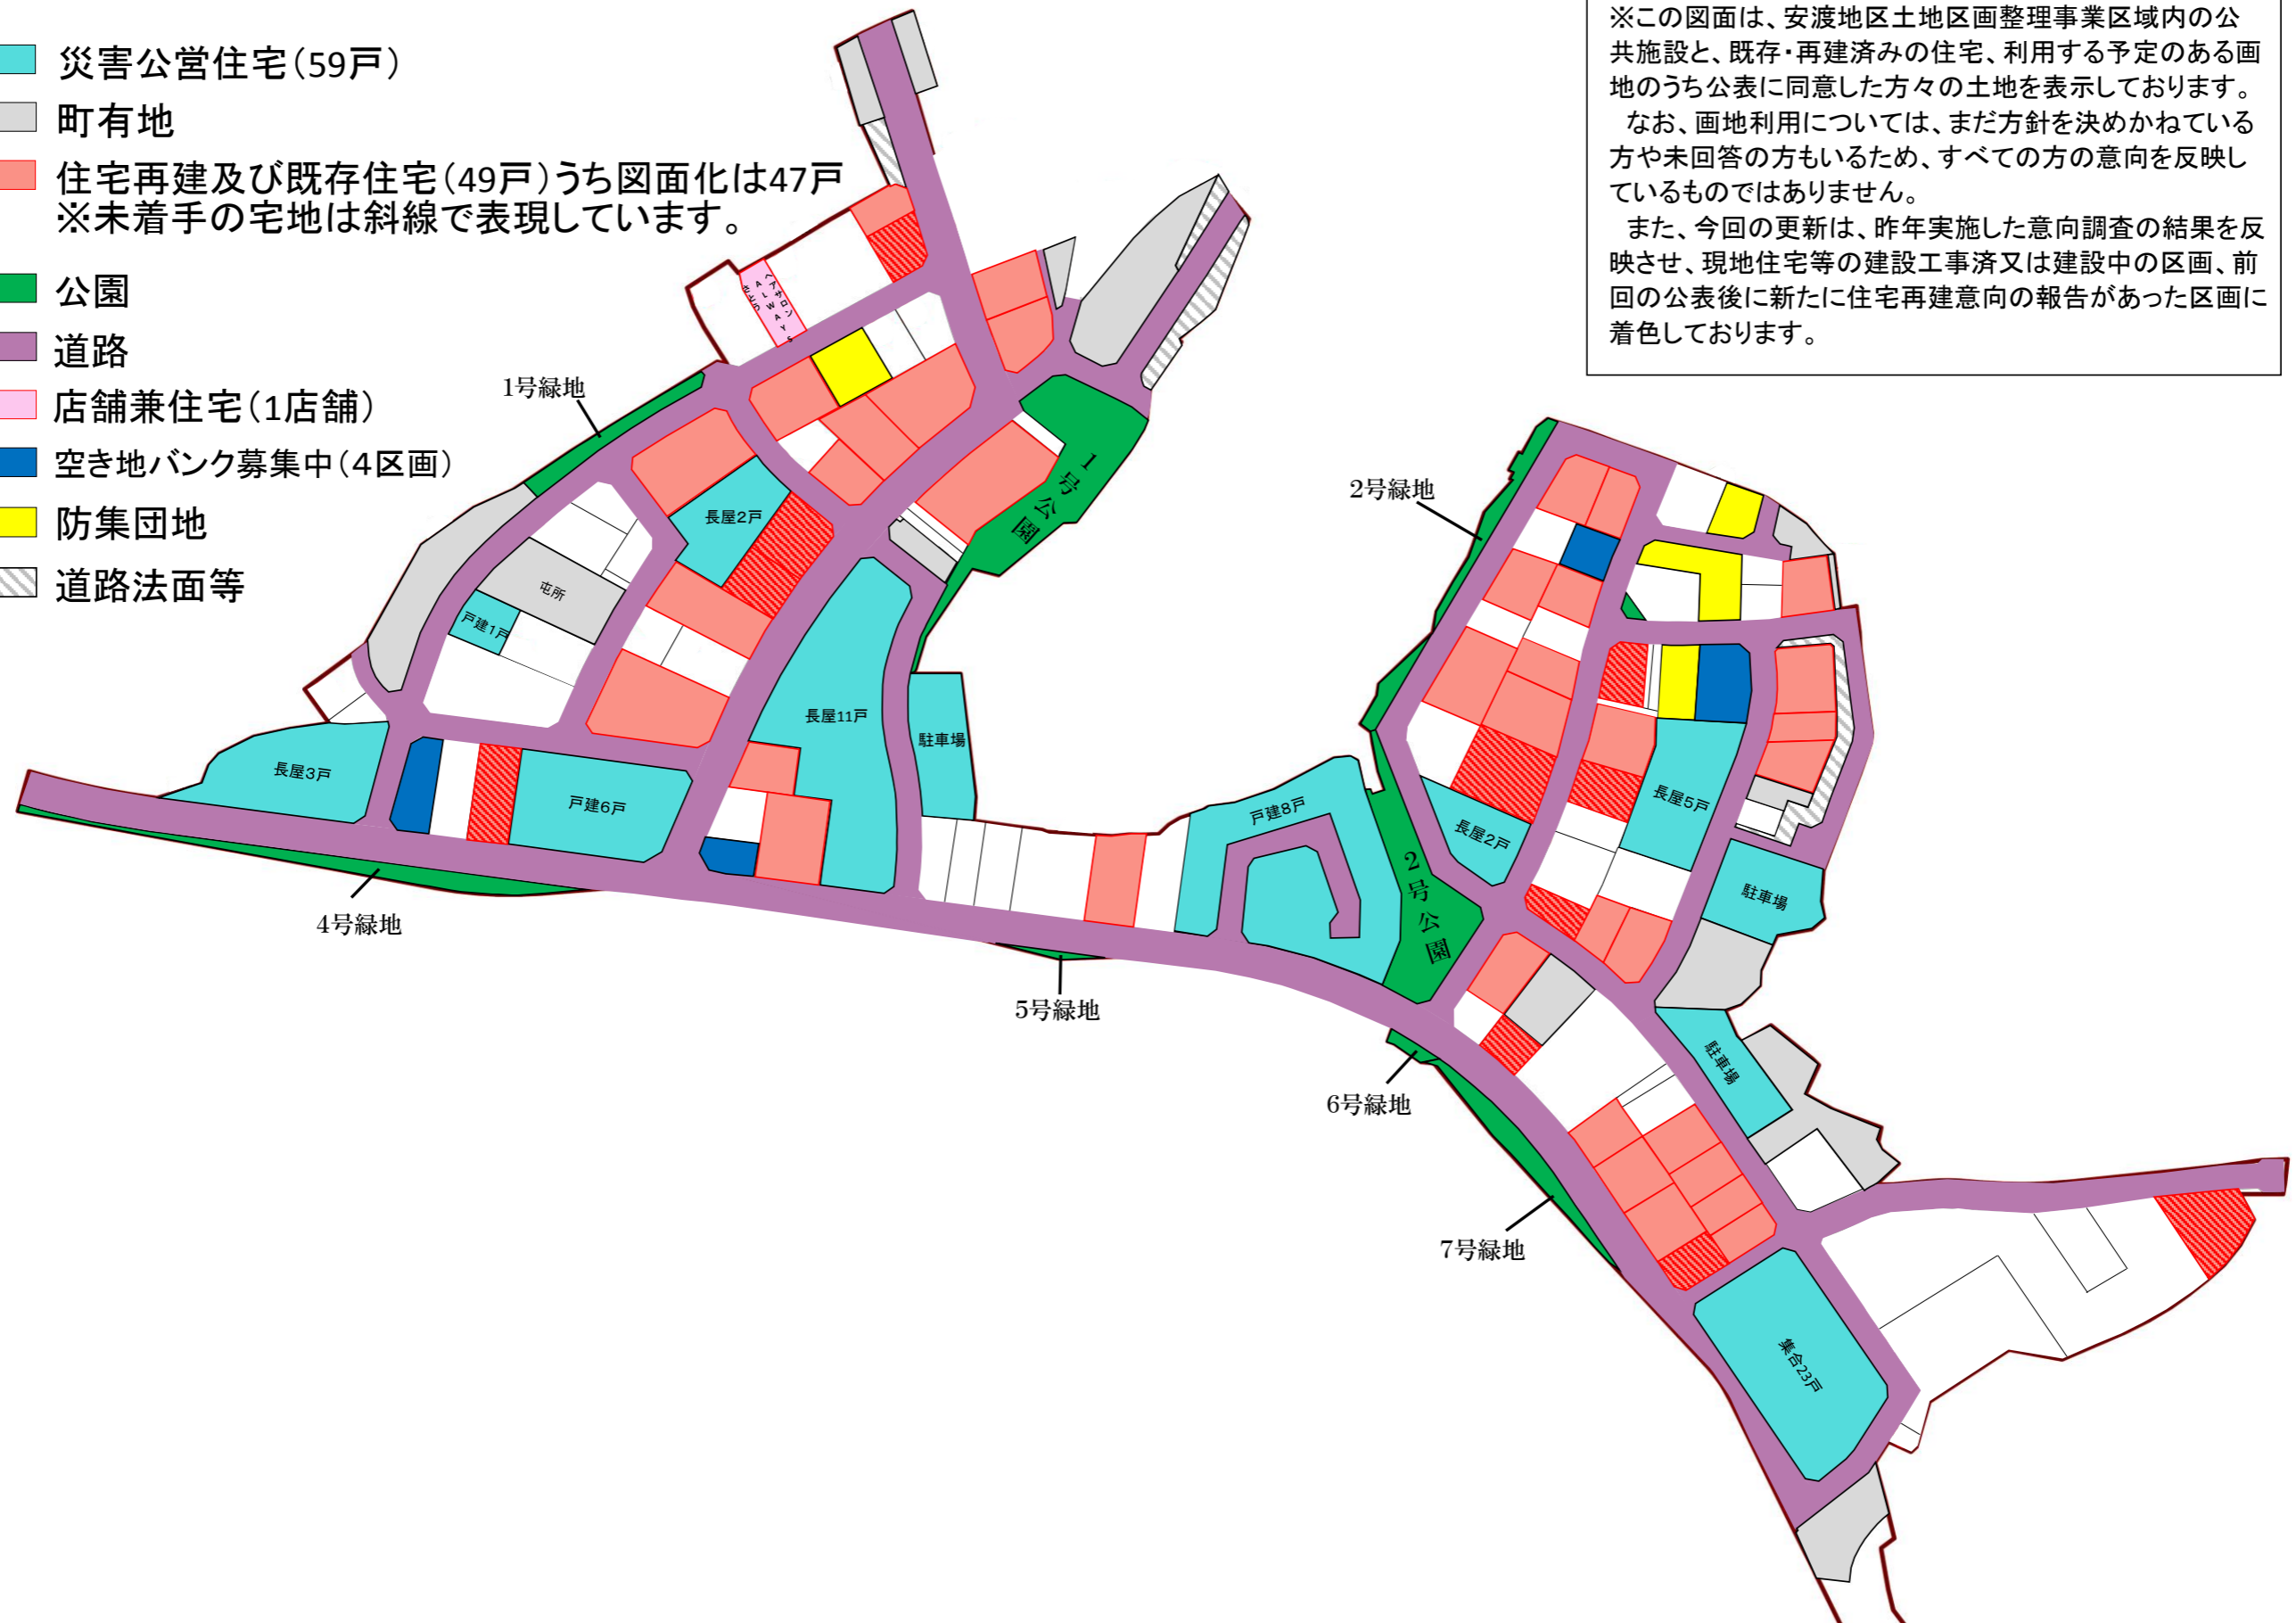 災害公営住宅(59戸)
町有地
住宅再建及び既存住宅(49戸)うち図面化は47戸
※未着手の宅地は斜線で表現しています。
公園
道路
店舗兼住宅(1店舗)
空き地バンク募集中(4区画)
防集団地
道路法面等
※この図面は、安渡地区土地区画整理事業区域内の公
共施設と、既存・再建済みの住宅、利用する予定のある画
地のうち公表に同意した方々の土地を表示しております。
なお、画地利用については、まだ方針を決めかねている
方や未回答の方もいるため、すべての方の意向を反映し
ているものではありません。
また、今回の更新は、昨年実施した意向調査の結果を反
映させ、現地住宅等の建設工事済又は建設中の区画、前
回の公表後に新たに住宅再建意向の報告があった区画に
着色しております。
ヘアサロン
ALWAYS
さとう
1号緑地
1号公園
2号緑地
長屋2戸
屯所
戸建1戸
長屋11戸
駐車場
長屋3戸
戸建6戸
戸建8戸
2号公園
長屋2戸
長屋5戸
駐車場
4号緑地
5号緑地
6号緑地
駐車場
7号緑地
集合23戸